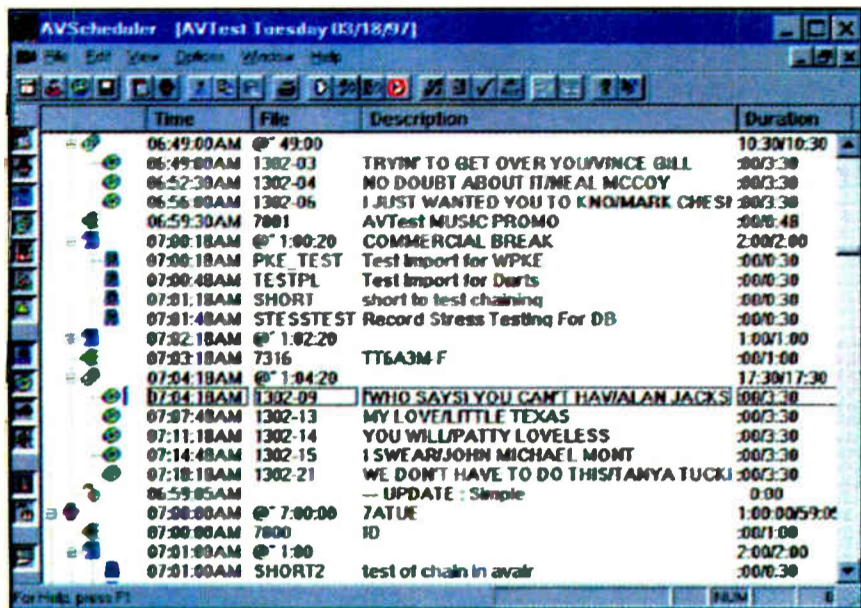 AVScheduler [AVTest Tuesday 03/18/97]
File Edit View Options Window Help
Time File Description Duration
06:49:00AM @" 49:00 10:30/10:30
06:49:00AM 1302-03 TRYIN' TO GET OVER YOU/VINCE GILL :00/3:30
06:52:30AM 1302-04 NO DOUBT ABOUT IT/NEAL MCCOY :00/3:30
06:56:00AM 1302-06 I JUST WANTED YOU TO KNO/MARK CHESN :00/3:30
06:59:30AM 7001 AVTest MUSIC PROMO :00/0:48
07:00:18AM @" 1:00:20 COMMERCIAL BREAK 2:00/2:00
07:00:18AM PKE_TEST Test Import for WPKE :00/0:30
07:00:48AM TESTPL Test Import for Darts :00/0:30
07:01:18AM SHORT short to test chaining :00/0:30
07:01:48AM STESSTEST Record Stress Testing For DB :00/0:30
07:02:18AM @" 1:02:20 1:00/1:00
07:03:18AM 7316 TT6A3M-F :00/1:00
07:04:18AM @" 1:04:20 17:30/17:30
07:04:18AM 1302-09 (WHO SAYS) YOU CAN'T HAV/ALAN JACKS :00/3:30
07:07:48AM 1302-13 MY LOVE/LITTLE TEXAS :00/3:30
07:11:18AM 1302-14 YOU WILL/PATTY LOVELESS :00/3:30
07:14:48AM 1302-15 I SWEAR/JOHN MICHAEL MONT :00/3:30
07:18:18AM 1302-21 WE DON'T HAVE TO DO THIS/TANYA TUCK :00/3:30
06:59:05AM -- UPDATE : Simple 0:00
07:00:00AM @" 7:00:00 7ATUE 1:00:00/59:05
07:00:00AM 7800 ID :00/1:00
07:01:00AM @" 1:00 2:00/2:00
07:01:00AM SHORT2 test of chain in avair :00/0:30
For Help, press F1 NUM